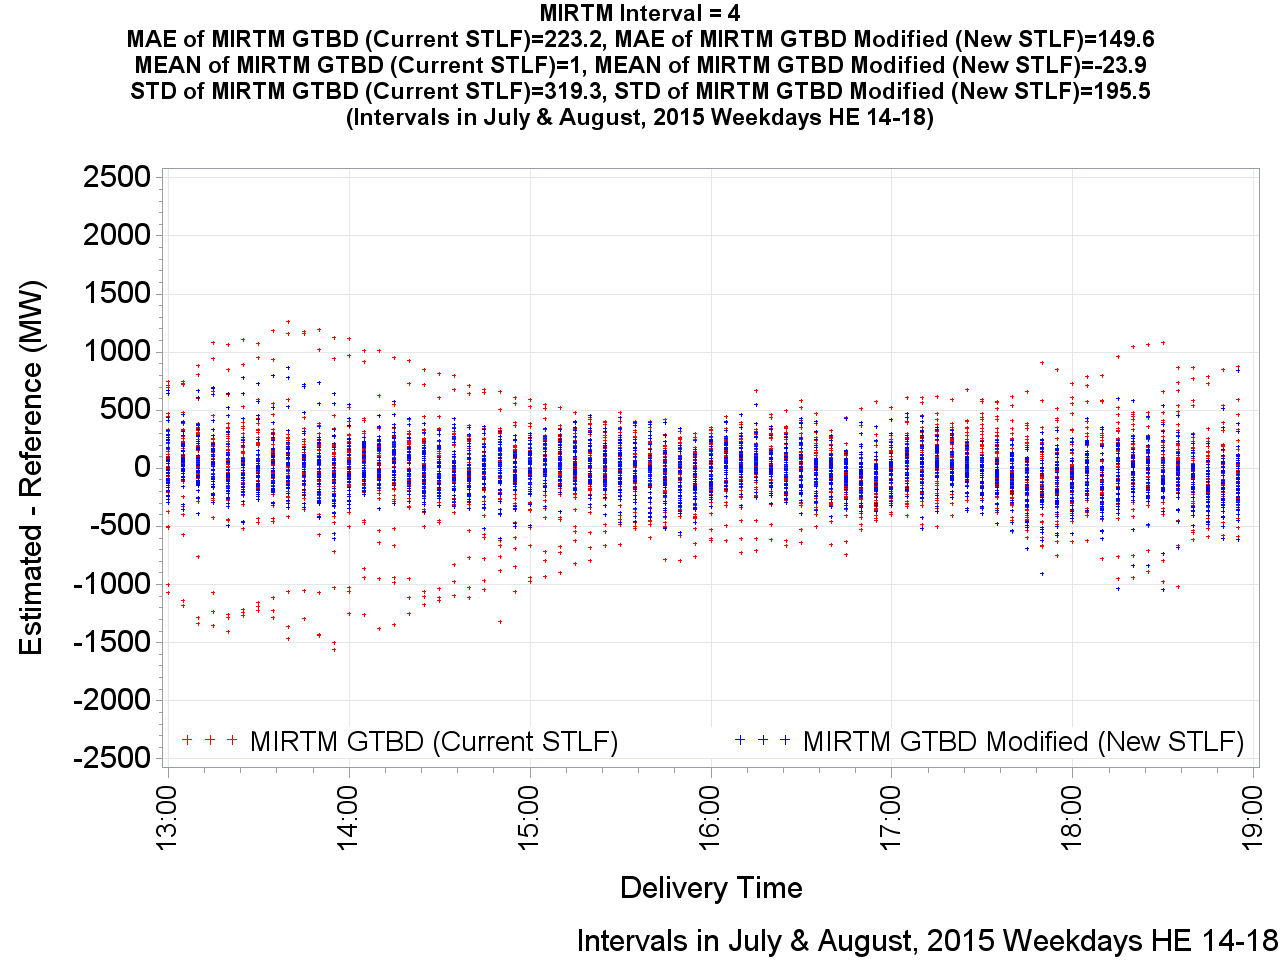 MIRTM Interval = 4
MAE of MIRTM GTBD (Current STLF)=223.2, MAE of MIRTM GTBD Modified (New STLF)=149.6
MEAN of MIRTM GTBD (Current STLF)=1, MEAN of MIRTM GTBD Modified (New STLF)=-23.9
STD of MIRTM GTBD (Current STLF)=319.3, STD of MIRTM GTBD Modified (New STLF)=195.5
(Intervals in July & August, 2015 Weekdays HE 14-18)
Estimated - Reference (MW)
2500
2000
1500
1000
500
0
-500
-1000
-1500
-2000
-2500
MIRTM GTBD (Current STLF)
MIRTM GTBD Modified (New STLF)
13:00
14:00
15:00
16:00
17:00
18:00
19:00
Delivery Time
Intervals in July & August, 2015 Weekdays HE 14-18